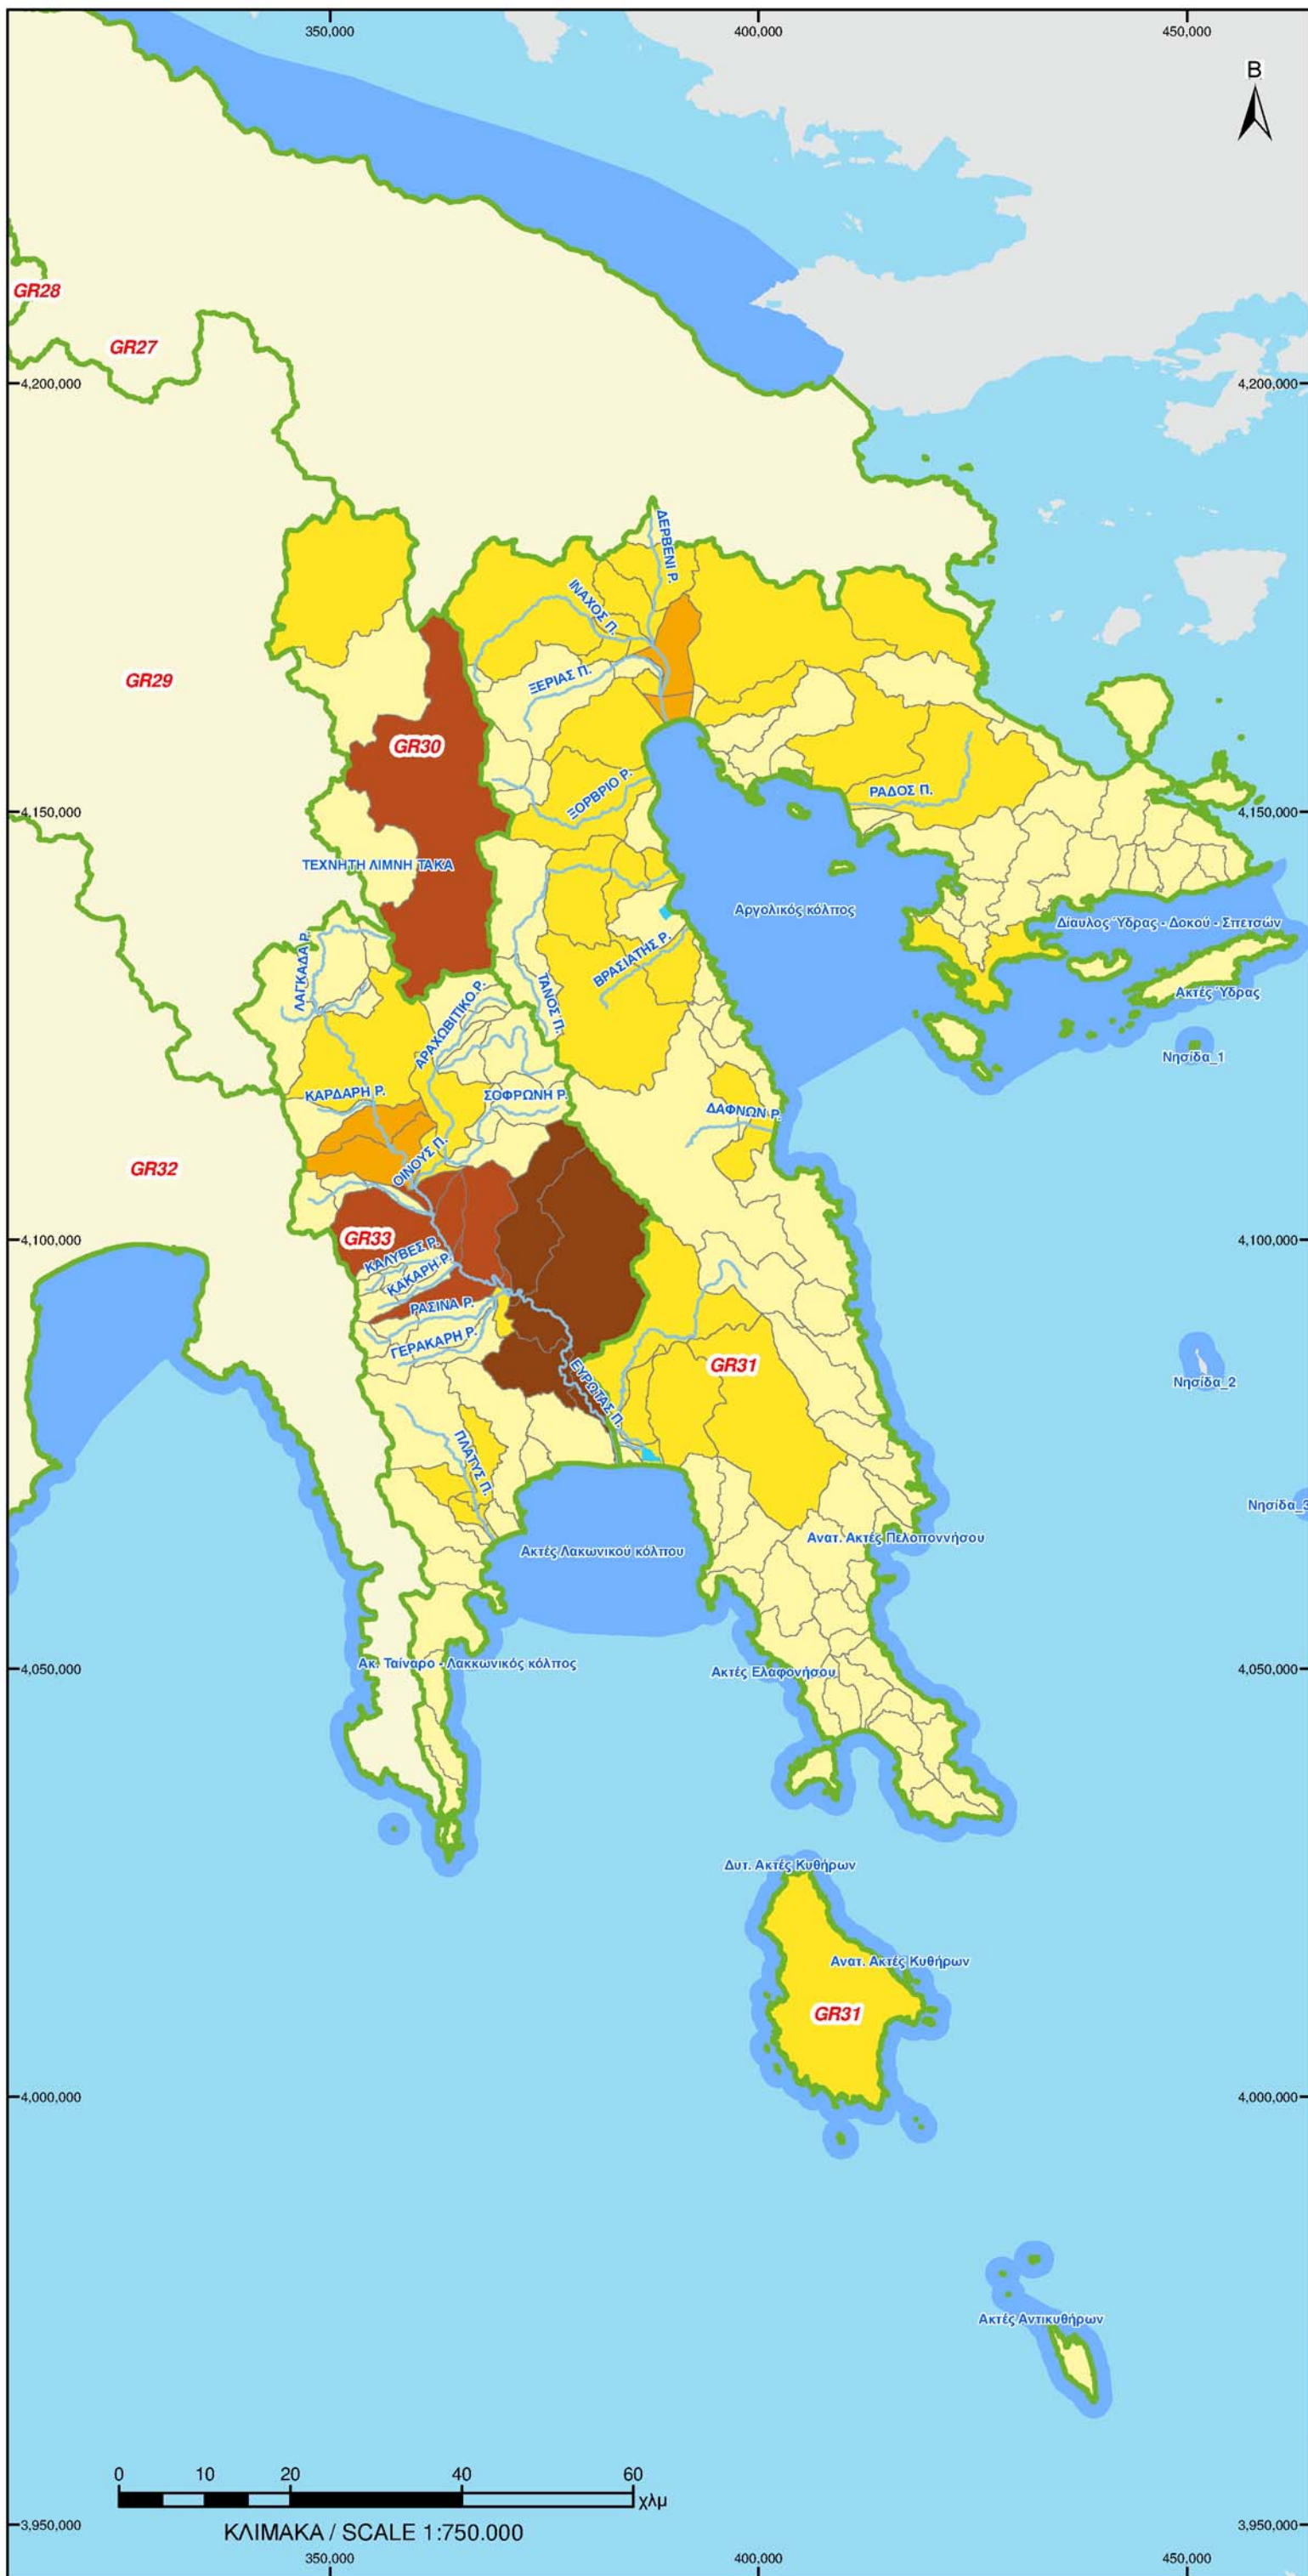 350,000
400,000
450,000
Β
GR28
GR27
4,200,000
4,200,000
ΔΕΡΒΕΝΙ Ρ.
ΙΝΑΧΟΣ Π.
ΞΕΡΙΑΣ Π.
GR29
GR30
ΞΟΡΒΡΙΟ Ρ.
ΡΑΔΟΣ Π.
4,150,000
4,150,000
ΤΕΧΝΗΤΗ ΛΙΜΝΗ ΤΑΚΑ
Αργολικός κόλπος
Δίαυλος Ύδρας - Δοκού - Σπετσών
ΛΑΓΚΑΔΑ Ρ.
ΒΡΑΣΙΑΤΗΣ Ρ.
Ακτές Ύδρας
ΤΑΝΟΣ Π.
ΑΡΑΧΩΒΙΤΙΚΟ Ρ.
Νησίδα_1
ΚΑΡΔΑΡΗ Ρ.
ΣΟΦΡΩΝΗ Ρ.
ΔΑΦΝΩΝ Ρ.
ΟΙΝΟΥΣ Π.
GR32
GR33
4,100,000
4,100,000
ΚΑΛΥΒΕΣ Ρ.
ΚΑΚΑΡΗ Ρ.
ΡΑΣΙΝΑ Ρ.
ΓΕΡΑΚΑΡΗ Ρ.
GR31
ΕΥΡΩΤΑΣ Π.
Νησίδα_2
ΠΛΑΤΥΣ Π.
Νησίδα_3
Ανατ. Ακτές Πελοποννήσου
Ακτές Λακωνικού κόλπου
Ακ. Ταίναρο - Λακκωνικός κόλπος
Ακτές Ελαφονήσου
4,050,000
4,050,000
Δυτ. Ακτές Κυθήρων
Ανατ. Ακτές Κυθήρων
GR31
4,000,000
4,000,000
Ακτές Αντικυθήρων
0 10 20 40 60
χλμ
ΚΛΙΜΑΚΑ / SCALE 1:750.000
3,950,000
3,950,000
350,000
400,000
450,000